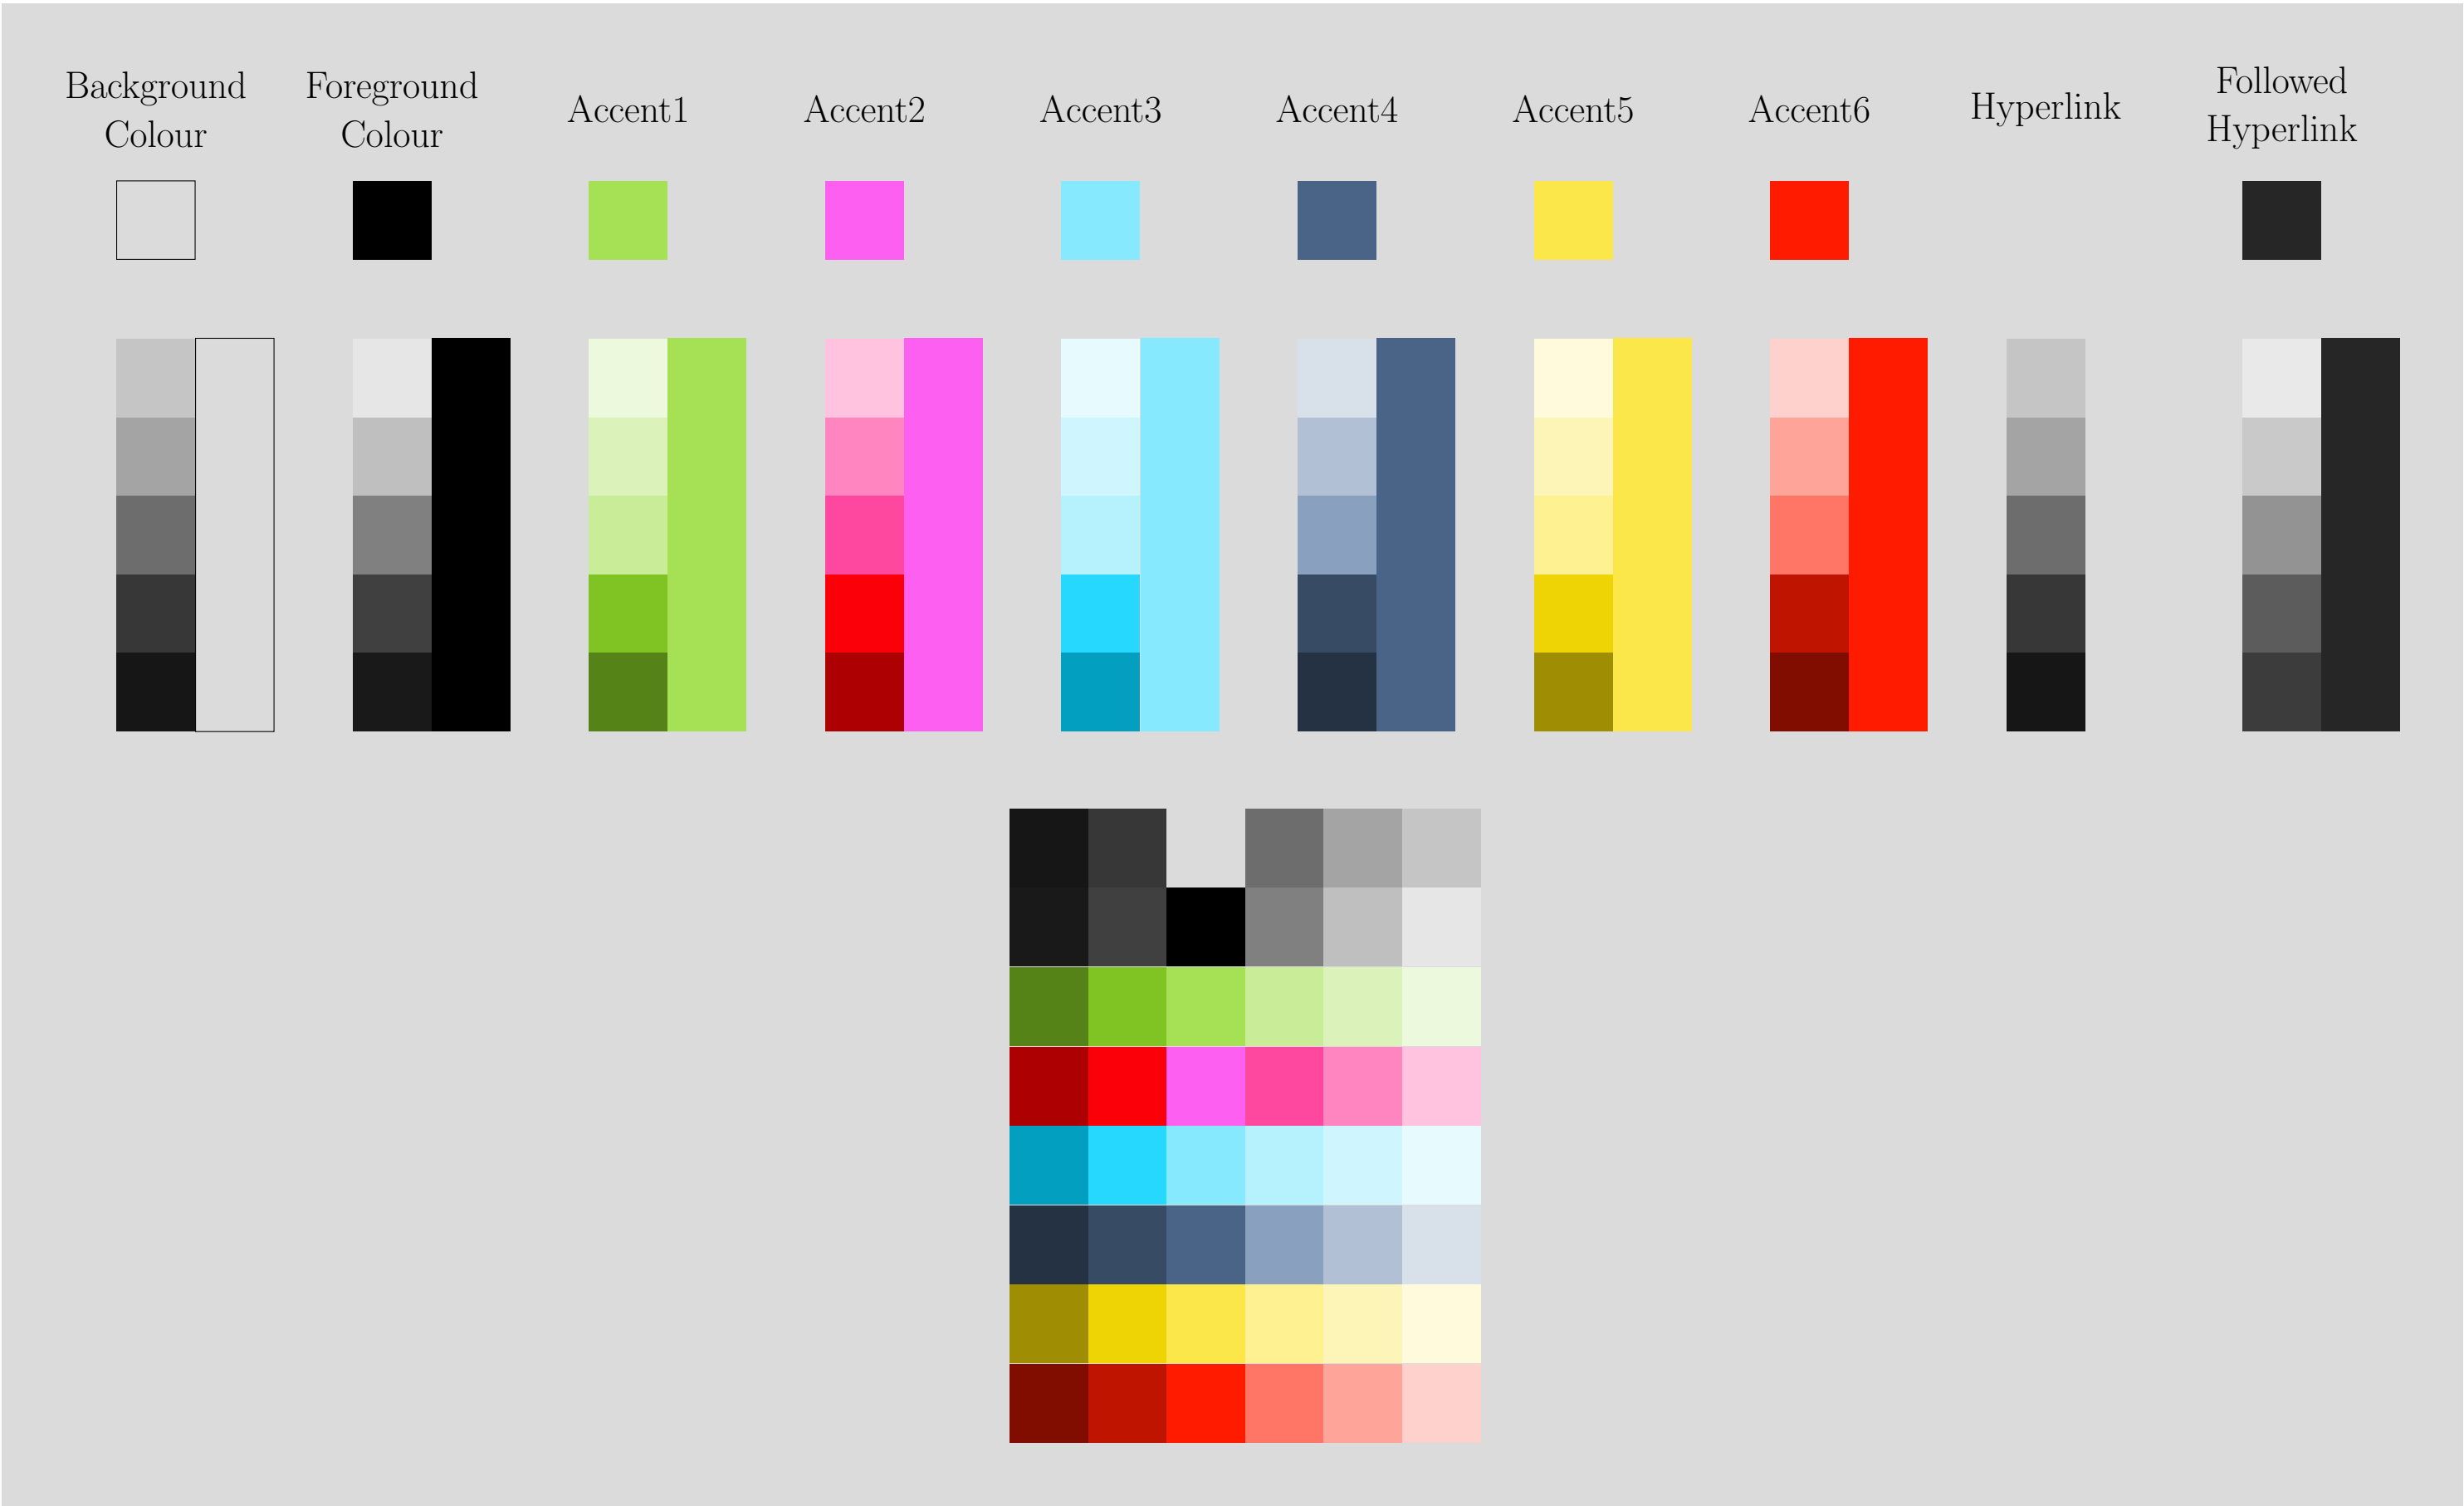 Background
Colour
Foreground
Colour
Accent1
Accent2
Accent3
Accent4
Accent5
Accent6
Hyperlink
Followed
Hyperlink